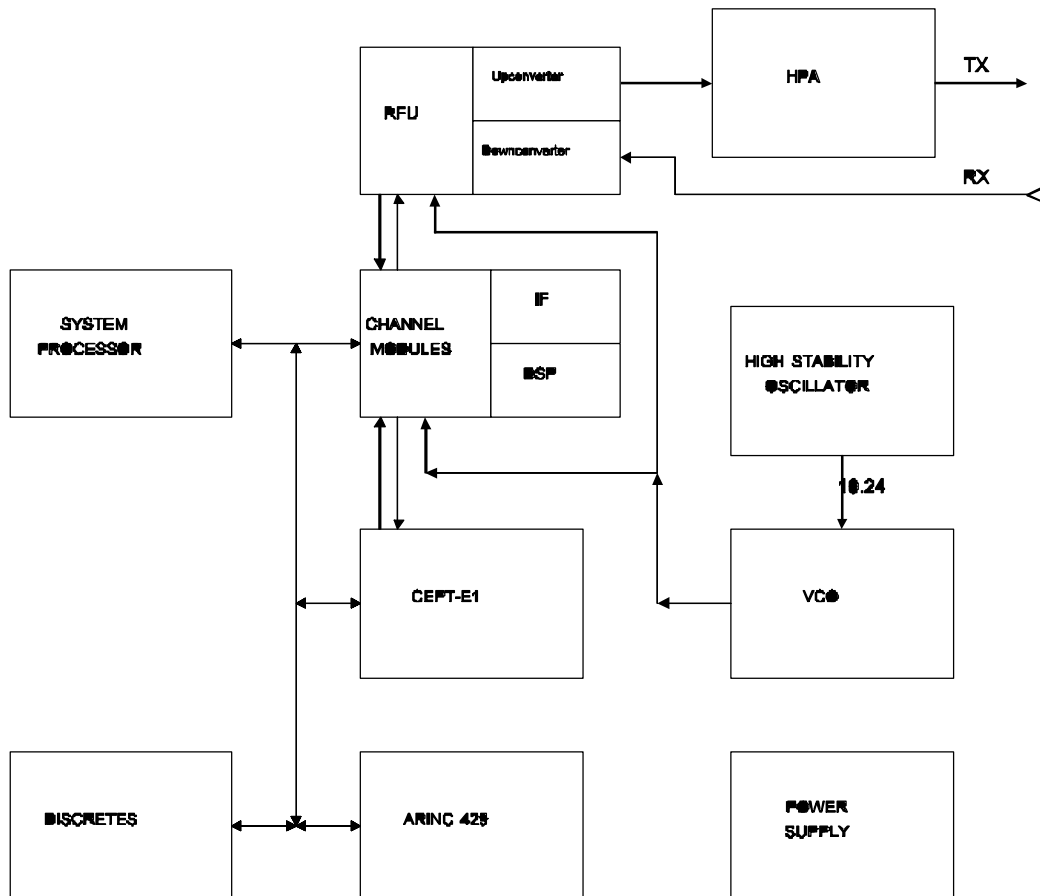 Upconverter
HPA
TX
RFU
Downconverter
RX
SYSTEM
PROCESSOR
CHANNEL
MODULES
IF
DSP
HIGH STABILITY
OSCILLATOR
10.24
CEPT-E1
VCO
DISCRETES
ARINC 429
POWER
SUPPLY